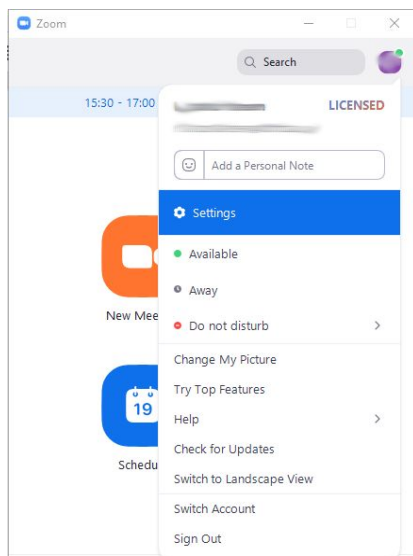 Zoom
Search
15:30 - 17:00
LICENSED
Add a Personal Note
Settings
Available
Away
New Mee
Do not disturb
Change My Picture
Try Top Features
19
Help
Check for Updates
Schedu
Switch to Landscape View
Switch Account
Sign Out